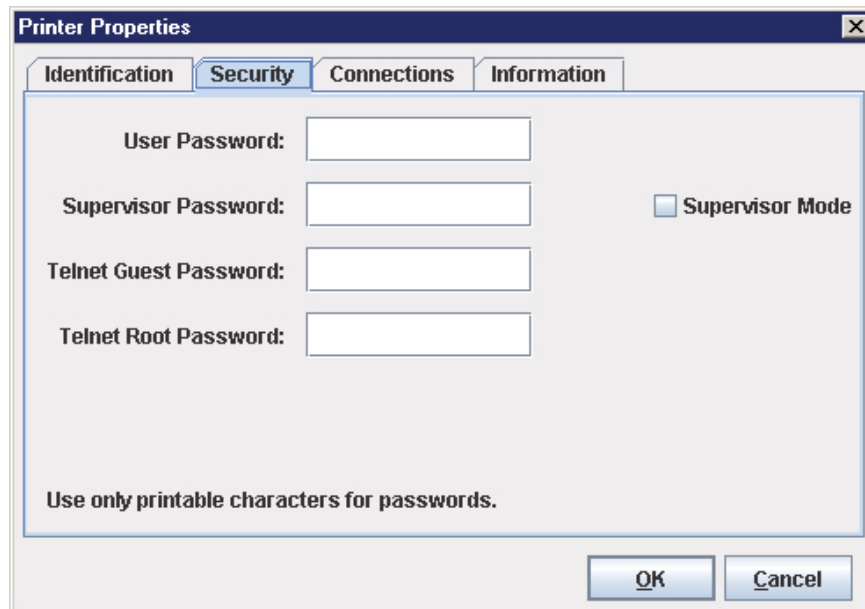 Printer Properties
Identification Security Connections Information
User Password:
Supervisor Password: Supervisor Mode
Telnet Guest Password:
Telnet Root Password:
Use only printable characters for passwords.
OK Cancel